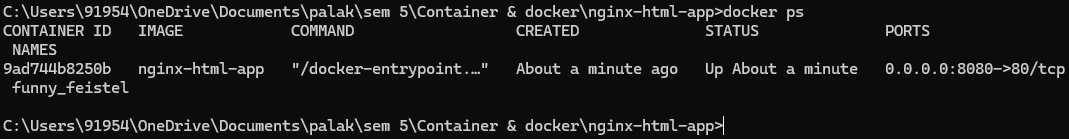 C:\Users\91954\OneDrive\Documents\palak\sem 5\Container & docker\nginx-html-app>docker ps
CONTAINER ID   IMAGE            COMMAND                  CREATED              STATUS              PORTS
 NAMES
9ad744b8250b   nginx-html-app   "/docker-entrypoint.…"   About a minute ago   Up About a minute   0.0.0.0:8080->80/tcp
 funny_feistel
C:\Users\91954\OneDrive\Documents\palak\sem 5\Container & docker\nginx-html-app>